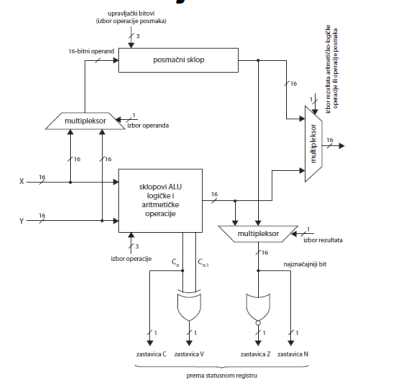 upravljački bitovi
(izbor operacije posmaka)
3
16-bitni operand
posmačni sklop
16
1
izbor rezultata aritmetičko-logičke
operacije ili operacije posmaka
multipleksor
1
izbor operanda
multipleksor
16
16
16
X
16
sklopovi ALU
logičke i
aritmetičke
operacije
16
Y
16
multipleksor
1
izbor rezultata
3
izbor operacije
Cn
Cn-1
16
najznačajniji bit
1
1
1
1
zastavica C
zastavica V
zastavica Z
zastavica N
prema statusnom registru